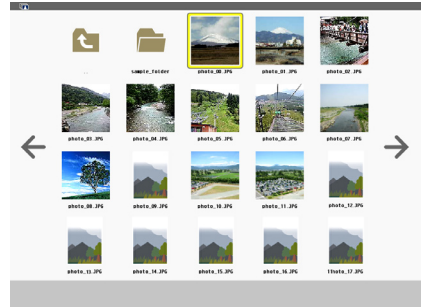 ..
sample_folder
photo_00.JPG
photo_01.JPG
photo_02.JPG
photo_03.JPG
photo_04.JPG
photo_05.JPG
photo_06.JPG
photo_07.JPG
photo_08.JPG
photo_09.JPG
photo_10.JPG
photo_11.JPG
photo_12.JPG
photo_13.JPG
photo_14.JPG
photo_15.JPG
photo_16.JPG